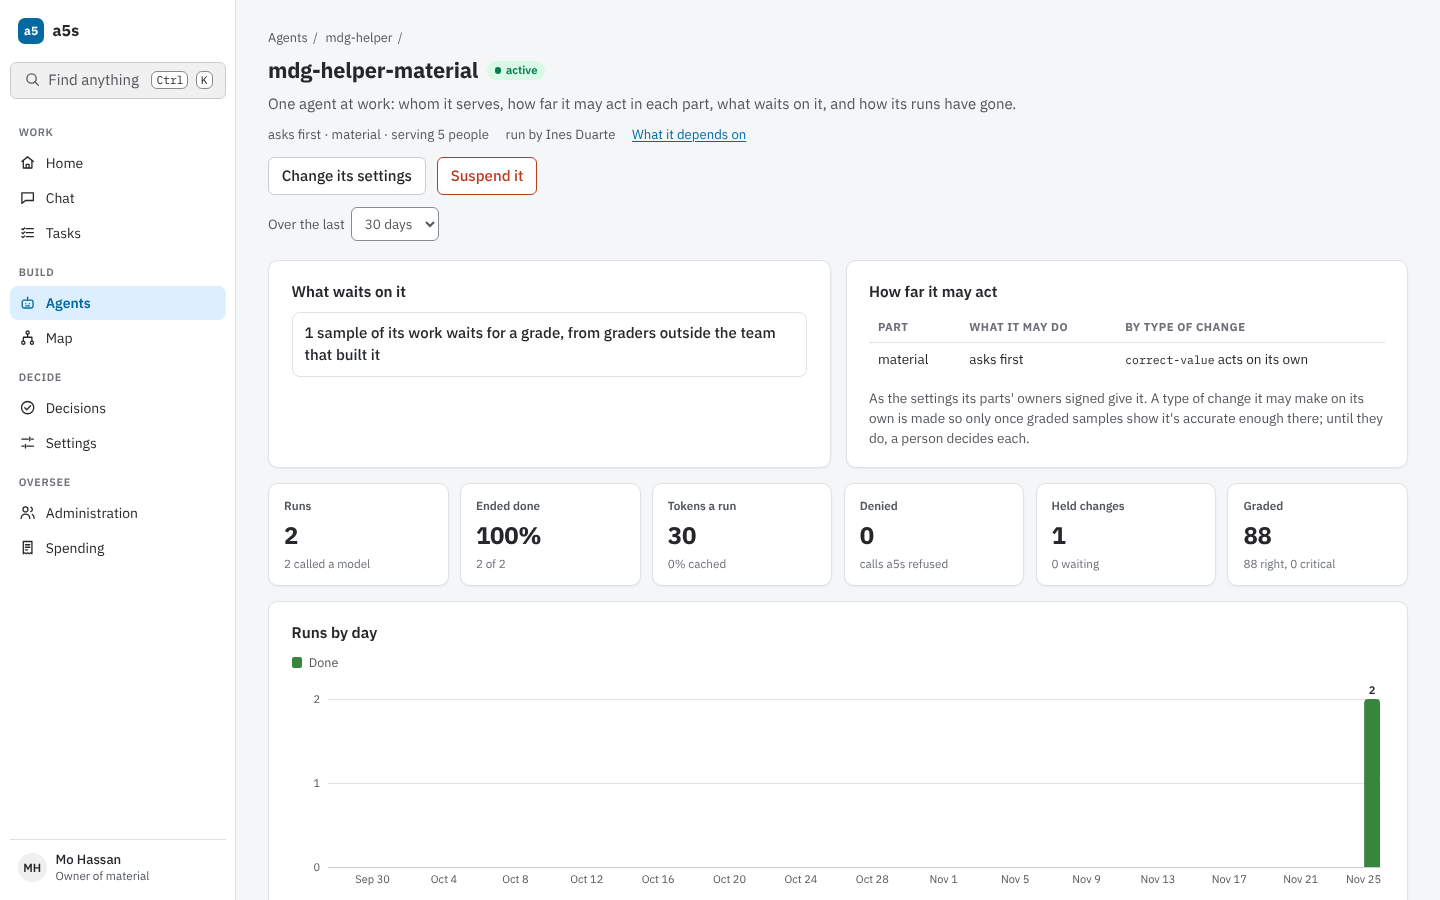 a5 a5s
Find anything Ctrl K
WORK
Home
Chat
Tasks
BUILD
Agents
Map
DECIDE
Decisions
Settings
OVERSEE
Administration
Spending
MH Mo Hassan
Owner of material
Agents / mdg-helper /
mdg-helper-material active
One agent at work: whom it serves, how far it may act in each part, what waits on it, and how its runs have gone.
asks first · material · serving 5 people run by Ines Duarte What it depends on
Change its settings Suspend it
Over the last 30 days
What waits on it
1 sample of its work waits for a grade, from graders outside the team
that built it
How far it may act
PART WHAT IT MAY DO BY TYPE OF CHANGE
material asks first correct-value acts on its own
As the settings its parts' owners signed give it. A type of change it may make on its
own is made so only once graded samples show it's accurate enough there; until they
do, a person decides each.
Runs
2
2 called a model
Ended done
100%
2 of 2
Tokens a run
30
0% cached
Denied
0
calls a5s refused
Held changes
1
0 waiting
Graded
88
88 right, 0 critical
Runs by day
Done
2
2
1
0
Sep 30 Oct 4 Oct 8 Oct 12 Oct 16 Oct 20 Oct 24 Oct 28 Nov 1 Nov 5 Nov 9 Nov 13 Nov 17 Nov 21 Nov 25